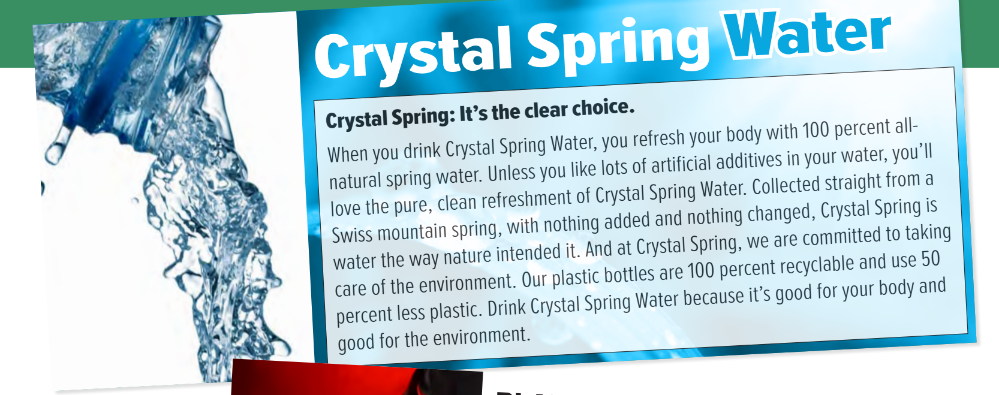 Crystal Spring Water
Crystal Spring: It's the clear choice.
When you drink Crystal Spring Water, you refresh your body with 100 percent all-
natural spring water. Unless you like lots of artificial additives in your water, you'll
love the pure, clean refreshment of Crystal Spring Water. Collected straight from a
Swiss mountain spring, with nothing added and nothing changed, Crystal Spring is
water the way nature intended it. And at Crystal Spring, we are committed to taking
care of the environment. Our plastic bottles are 100 percent recyclable and use 50
percent less plastic. Drink Crystal Spring Water because it's good for your body and
good for the environment.